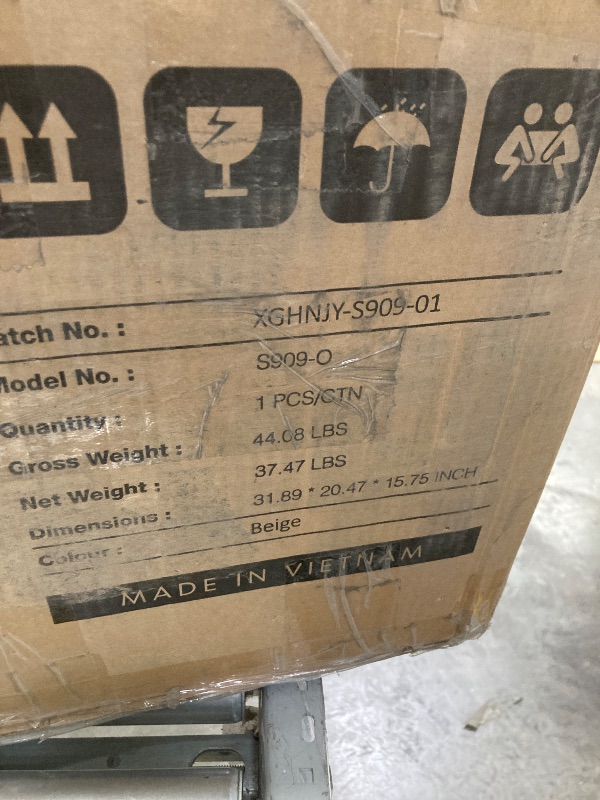 atch No. : XGHNJY-S909-01
Model No. : S909-O
Quantity : 1 PCS/CTN
Gross Weight : 44.08 LBS
Net Weight : 37.47 LBS
Dimensions : 31.89 * 20.47 * 15.75 INCH
Colour : Beige
MADE IN VIETNAM